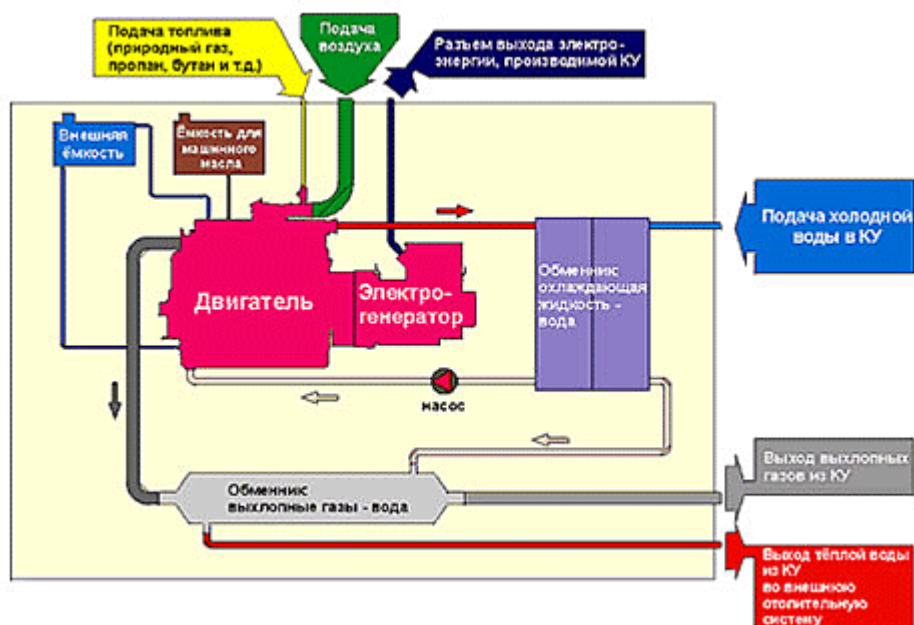 Подача топлива
(природный газ,
пропан, бутан и т.д.)
Подача
воздуха
Разъем выхода электро-
энергии, производимой КУ
Внешняя
ёмкость
Ёмкость для
машинного
масла
Подача холодной
воды в КУ
Двигатель
Электро-
генератор
Обменник:
охлаждающая
жидкость -
вода
насос
Обменник:
выхлопные газы - вода
Выход выхлопных
газов из КУ
Выход тёплой воды
из КУ
во внешнюю
отопительную
систему